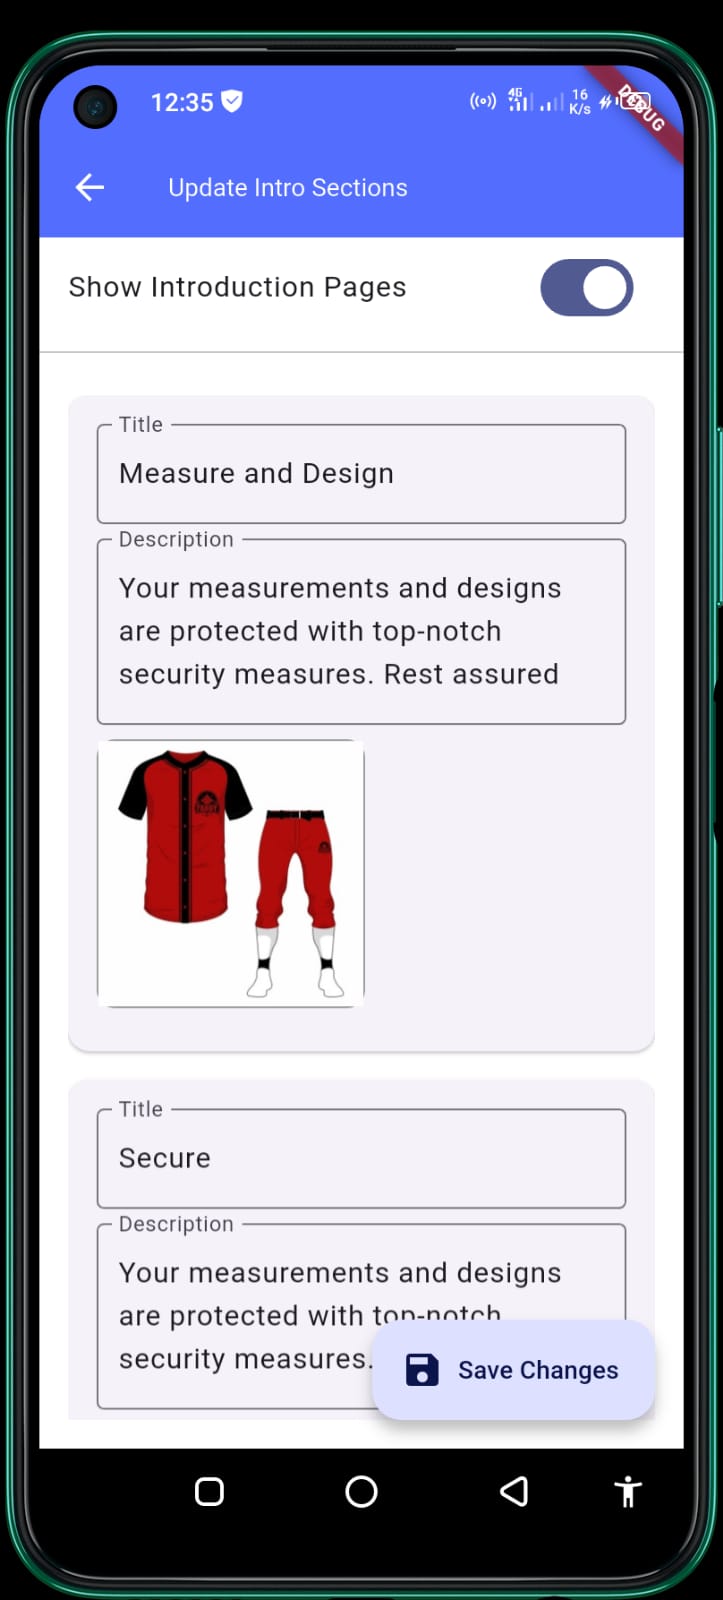 12:35
4G
16
K/s
DEBUG
Update Intro Sections
Show Introduction Pages
Title
Measure and Design
Description
Your measurements and designs
are protected with top-notch
security measures. Rest assured
Title
Secure
Description
Your measurements and designs
are protected with top-notch
security measures.
Save Changes